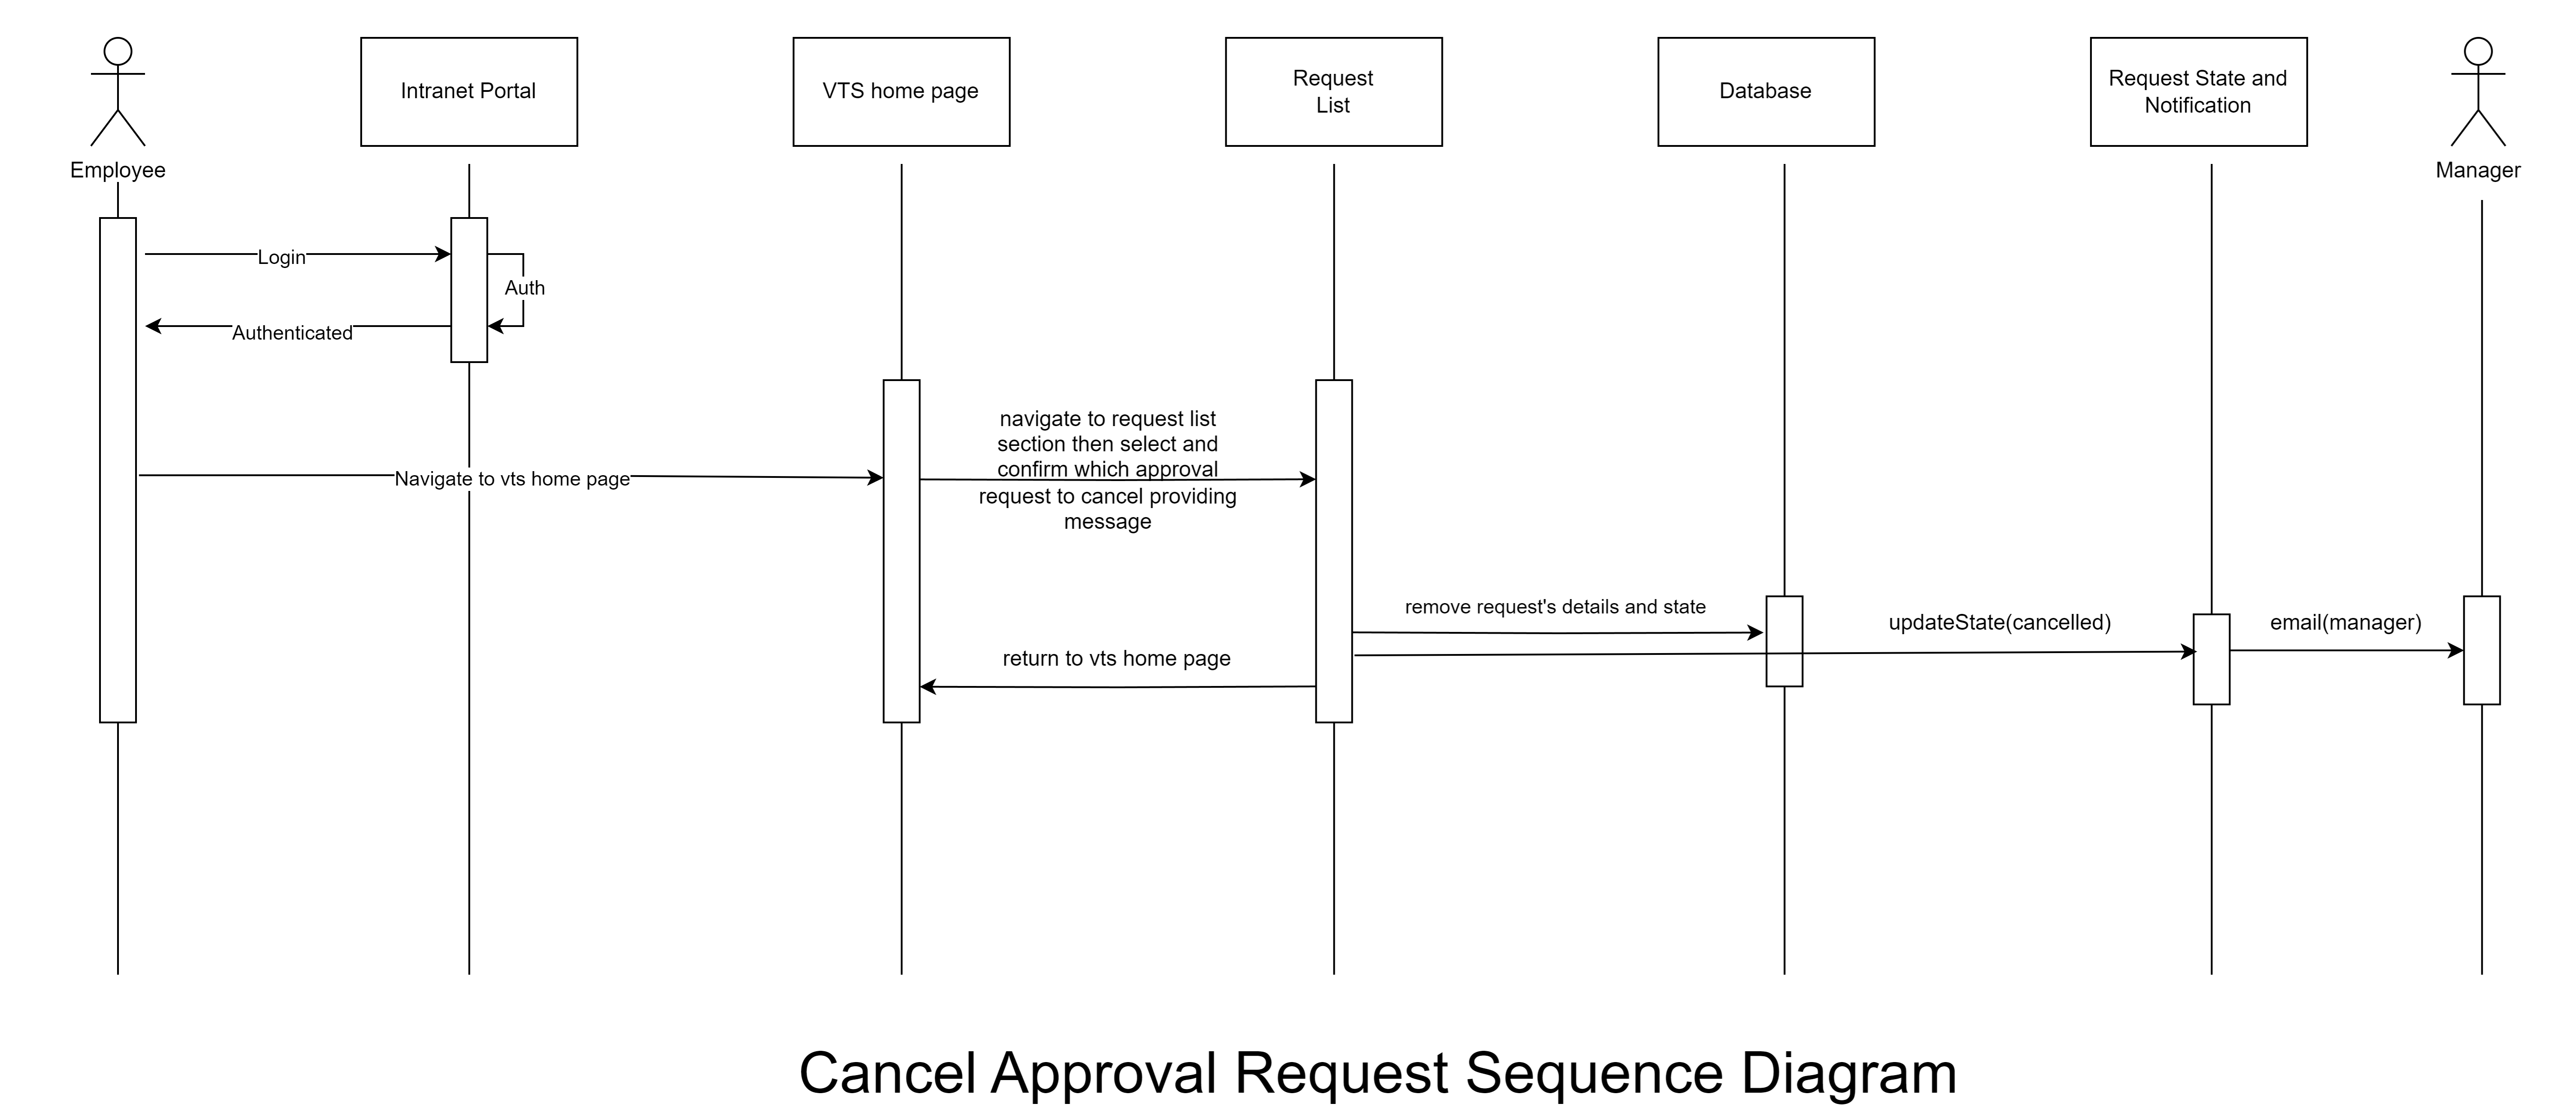 Employee
Intranet Portal
VTS home page
Request
List
Database
Request State and
Notification
Manager
Login
Auth
Authenticated
Navigate to vts home page
navigate to request list
section then select and
confirm which approval
request to cancel providing
message
remove request's details and state
updateState(cancelled)
email(manager)
return to vts home page
Cancel Approval Request Sequence Diagram